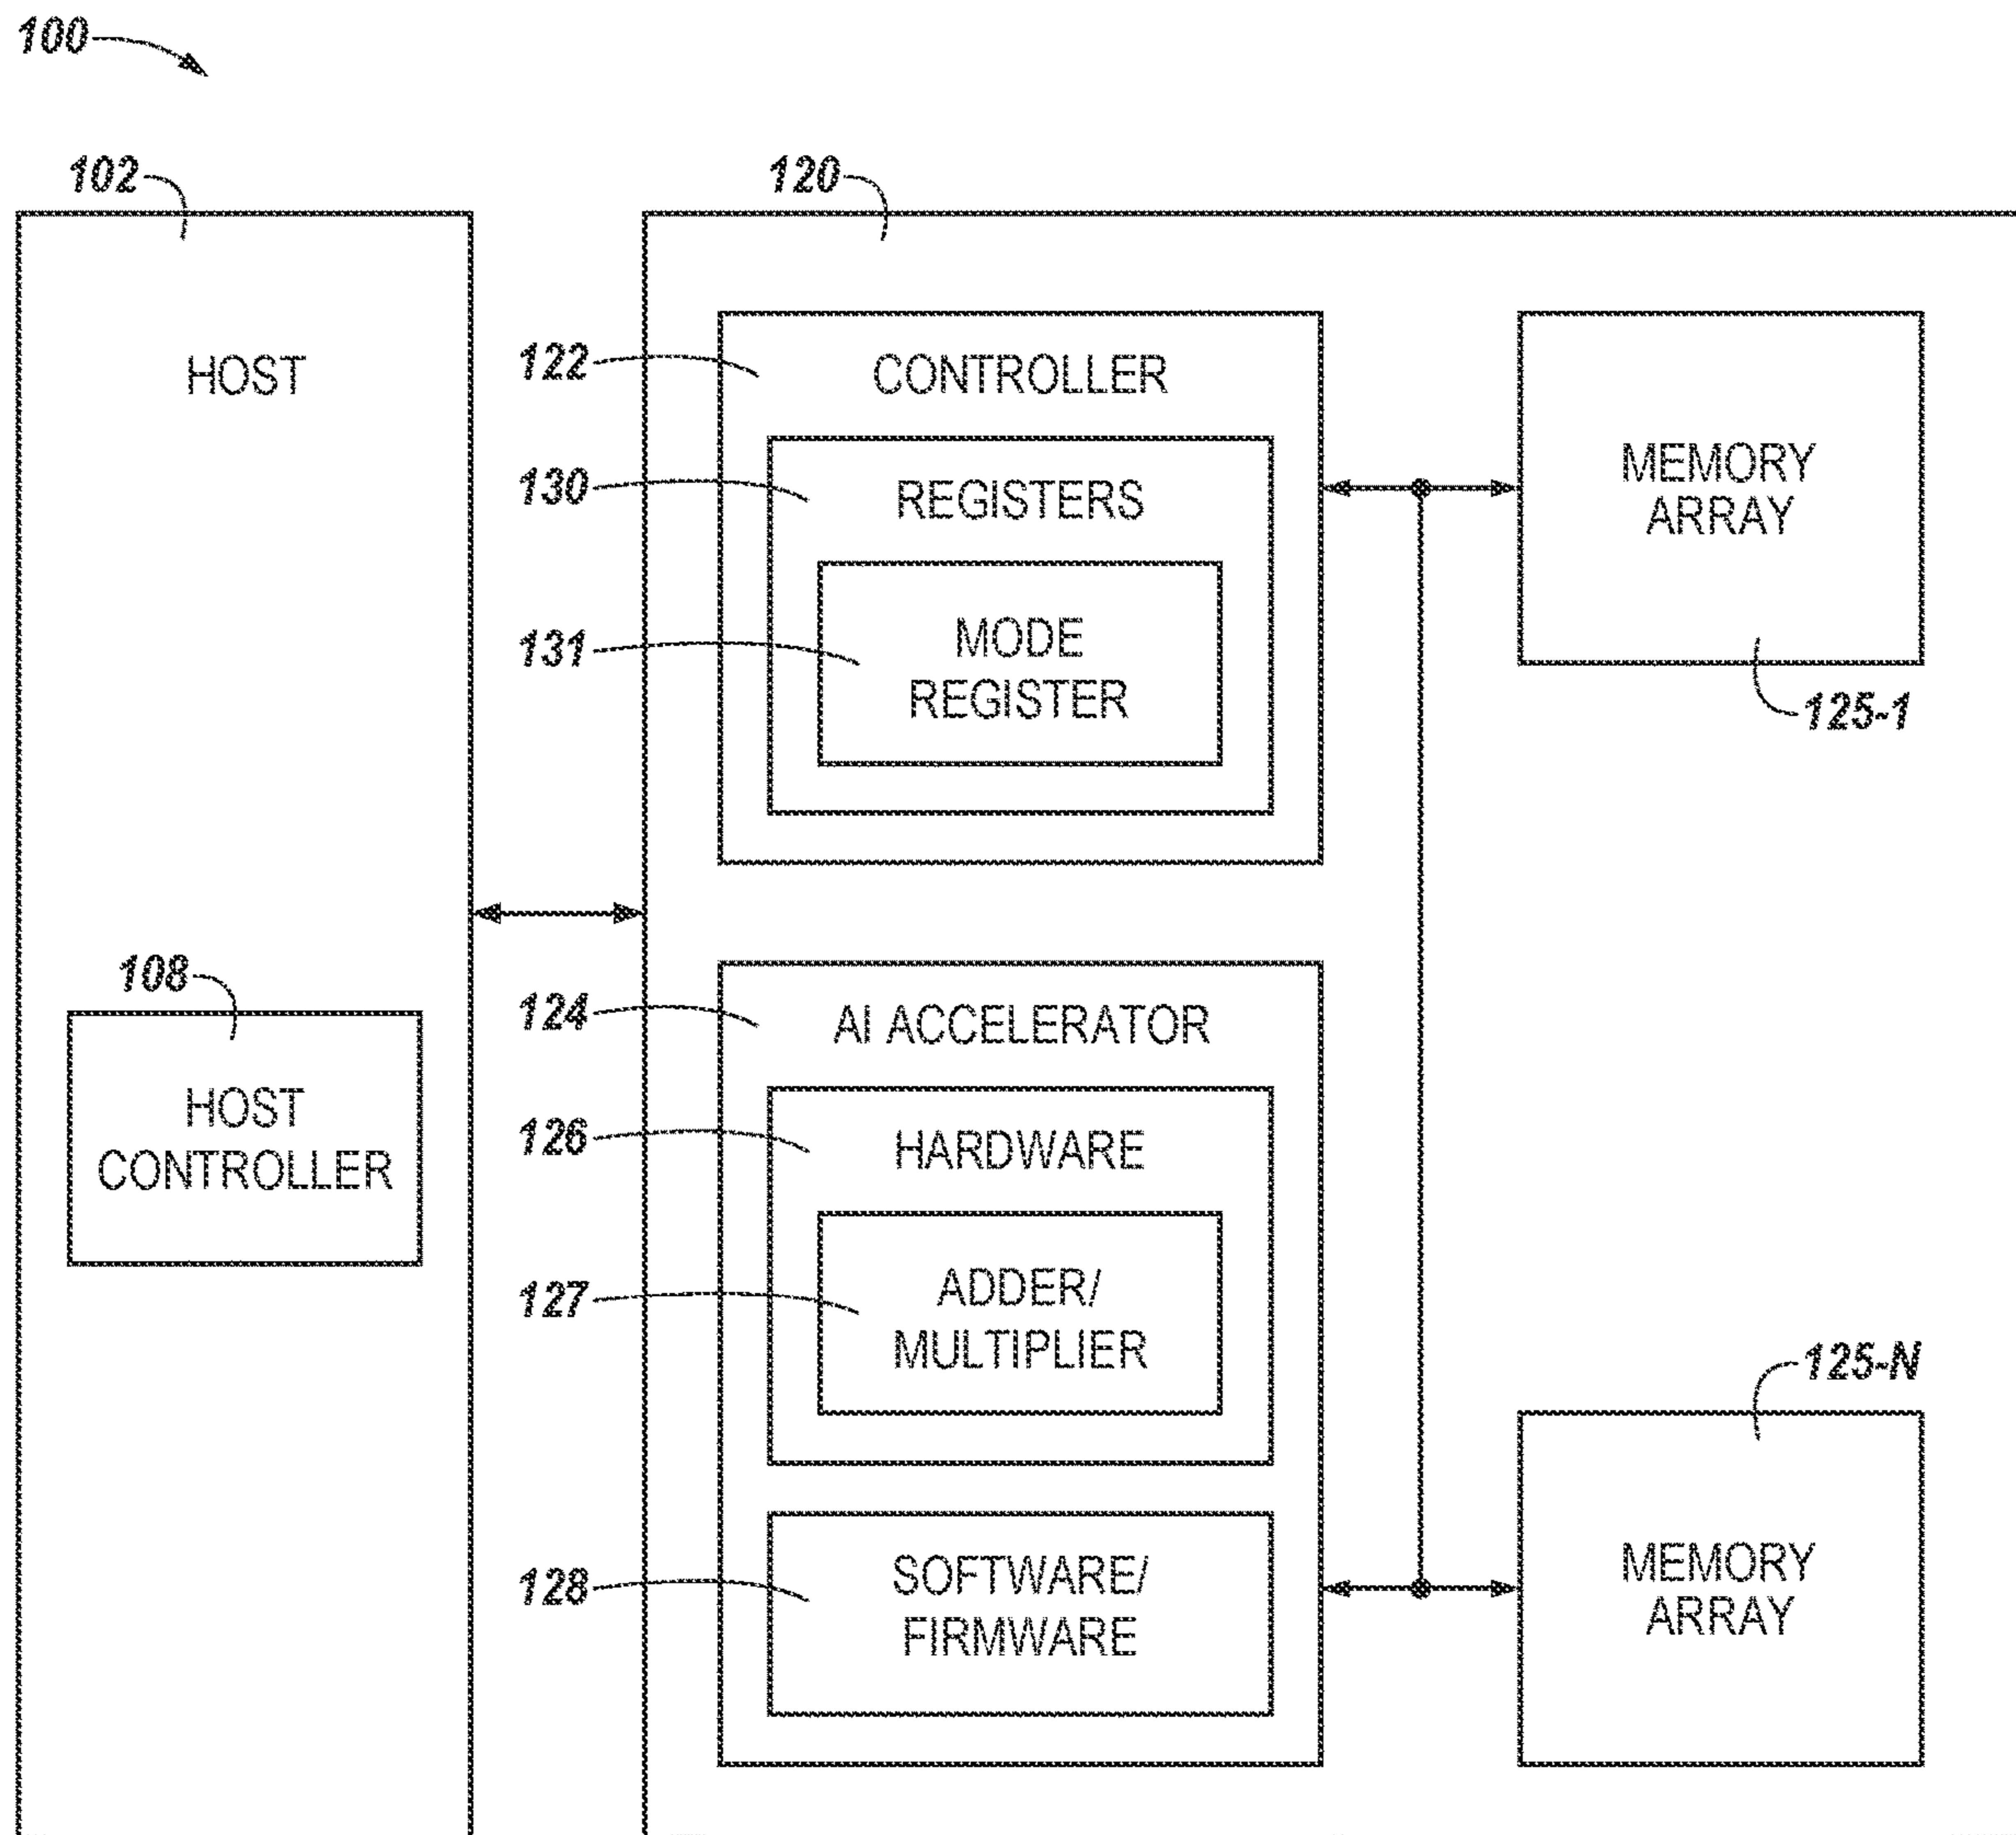 100
102
120
HOST
122
CONTROLLER
130
REGISTERS
131
MODE
REGISTER
MEMORY
ARRAY
125-1
108
HOST
CONTROLLER
124
AI ACCELERATOR
126
HARDWARE
127
ADDER/
MULTIPLIER
128
SOFTWARE/
FIRMWARE
125-N
MEMORY
ARRAY